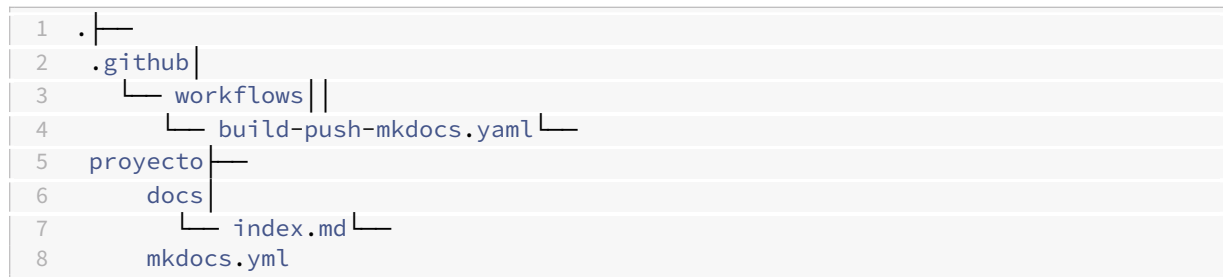 1 .├──
2 .github│
3 └── workflows││
4 └── build-push-mkdocs.yaml└──
5 proyecto├──
6 docs│
7 └── index.md└──
8 mkdocs.yml